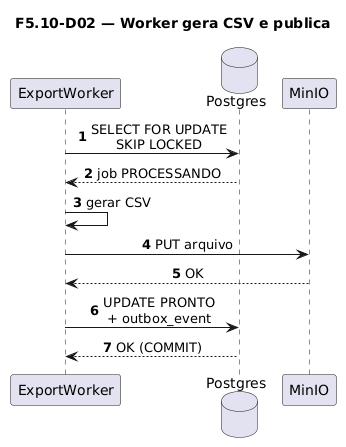 F5.10-D02 — Worker gera CSV e publica
ExportWorker
Postgres
MinIO
1 SELECT FOR UPDATE
SKIP LOCKED
2 job PROCESSANDO
3 gerar CSV
4 PUT arquivo
5 OK
6 UPDATE PRONTO
+ outbox_event
7 OK (COMMIT)
ExportWorker
Postgres
MinIO